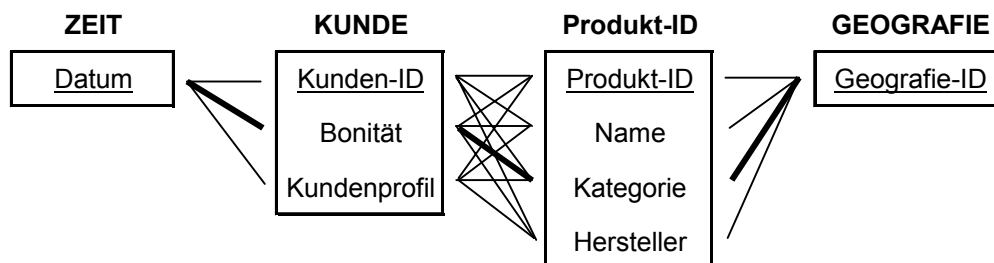 ZEIT KUNDE Produkt-ID GEOGRAFIE
Datum Kunden-ID Produkt-ID Geografie-ID
Bonität Name
Kundenprofil Kategorie
Hersteller